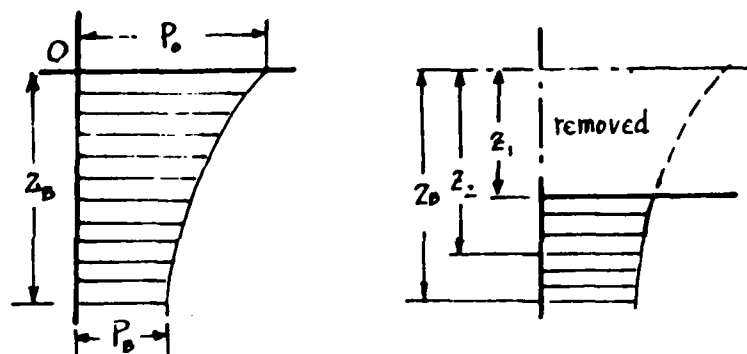 P₀
O
Z_B
P_B
removed
Z₁
Z₂
Z_B